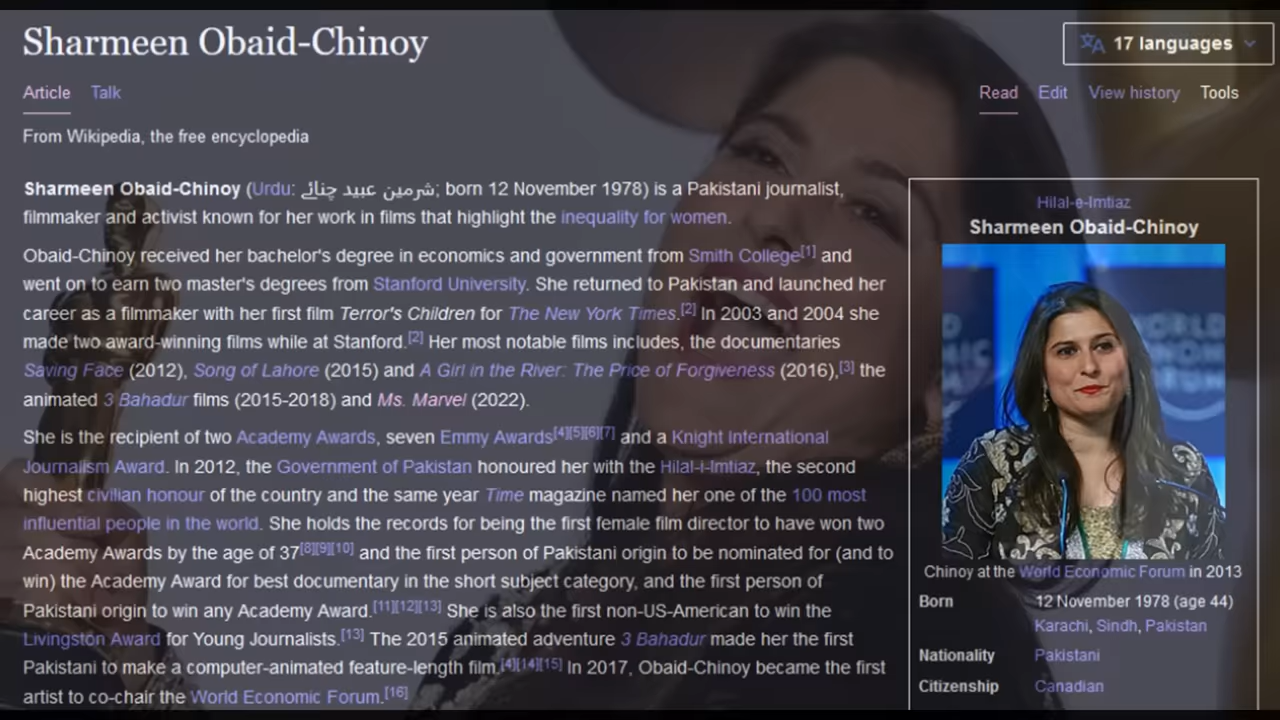 Sharmeen Obaid-Chinoy
17 languages
Article Talk
Read Edit View history Tools
From Wikipedia, the free encyclopedia
Sharmeen Obaid-Chinoy (Urdu: شرمین عبید چنائے; born 12 November 1978) is a Pakistani journalist,
filmmaker and activist known for her work in films that highlight the inequality for women.
Obaid-Chinoy received her bachelor's degree in economics and government from Smith College[1] and
went on to earn two master's degrees from Stanford University. She returned to Pakistan and launched her
career as a filmmaker with her first film Terror's Children for The New York Times.[2] In 2003 and 2004 she
made two award-winning films while at Stanford.[2] Her most notable films includes, the documentaries
Saving Face (2012), Song of Lahore (2015) and A Girl in the River: The Price of Forgiveness (2016),[3] the
animated 3 Bahadur films (2015-2018) and Ms. Marvel (2022).
She is the recipient of two Academy Awards, seven Emmy Awards[4][5][6][7] and a Knight International
Journalism Award. In 2012, the Government of Pakistan honoured her with the Hilal-i-Imtiaz, the second
highest civilian honour of the country and the same year Time magazine named her one of the 100 most
influential people in the world. She holds the records for being the first female film director to have won two
Academy Awards by the age of 37[8][9][10] and the first person of Pakistani origin to be nominated for (and to
win) the Academy Award for best documentary in the short subject category, and the first person of
Pakistani origin to win any Academy Award.[11][12][13] She is also the first non-US-American to win the
Livingston Award for Young Journalists.[13] The 2015 animated adventure 3 Bahadur made her the first
Pakistani to make a computer-animated feature-length film.[4][14][15] In 2017, Obaid-Chinoy became the first
artist to co-chair the World Economic Forum.[16]
Hilal-e-Imtiaz
Sharmeen Obaid-Chinoy
WORLD
Chinoy at the World Economic Forum in 2013
Born 12 November 1978 (age 44)
Karachi, Sindh, Pakistan
Nationality Pakistani
Citizenship Canadian